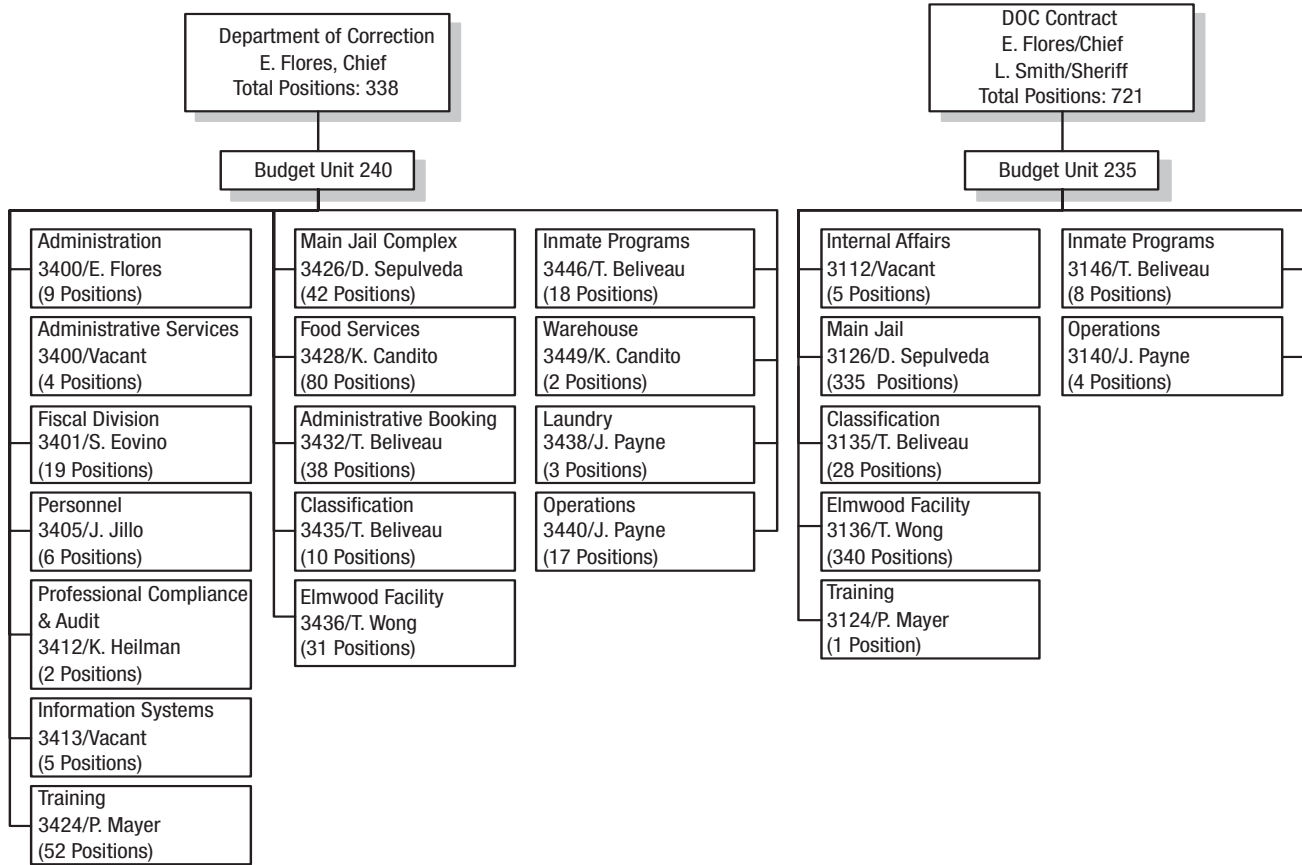 Department of Correction
E. Flores, Chief
Total Positions: 338
DOC Contract
E. Flores/Chief
L. Smith/Sheriff
Total Positions: 721
Budget Unit 240
Budget Unit 235
Administration
3400/E. Flores
(9 Positions)
Administrative Services
3400/Vacant
(4 Positions)
Fiscal Division
3401/S. Eovino
(19 Positions)
Personnel
3405/J. Jillo
(6 Positions)
Professional Compliance
& Audit
3412/K. Heilman
(2 Positions)
Information Systems
3413/Vacant
(5 Positions)
Training
3424/P. Mayer
(52 Positions)
Main Jail Complex
3426/D. Sepulveda
(42 Positions)
Food Services
3428/K. Candito
(80 Positions)
Administrative Booking
3432/T. Beliveau
(38 Positions)
Classification
3435/T. Beliveau
(10 Positions)
Elmwood Facility
3436/T. Wong
(31 Positions)
Inmate Programs
3446/T. Beliveau
(18 Positions)
Warehouse
3449/K. Candito
(2 Positions)
Laundry
3438/J. Payne
(3 Positions)
Operations
3440/J. Payne
(17 Positions)
Internal Affairs
3112/Vacant
(5 Positions)
Main Jail
3126/D. Sepulveda
(335 Positions)
Classification
3135/T. Beliveau
(28 Positions)
Elmwood Facility
3136/T. Wong
(340 Positions)
Training
3124/P. Mayer
(1 Position)
Inmate Programs
3146/T. Beliveau
(8 Positions)
Operations
3140/J. Payne
(4 Positions)